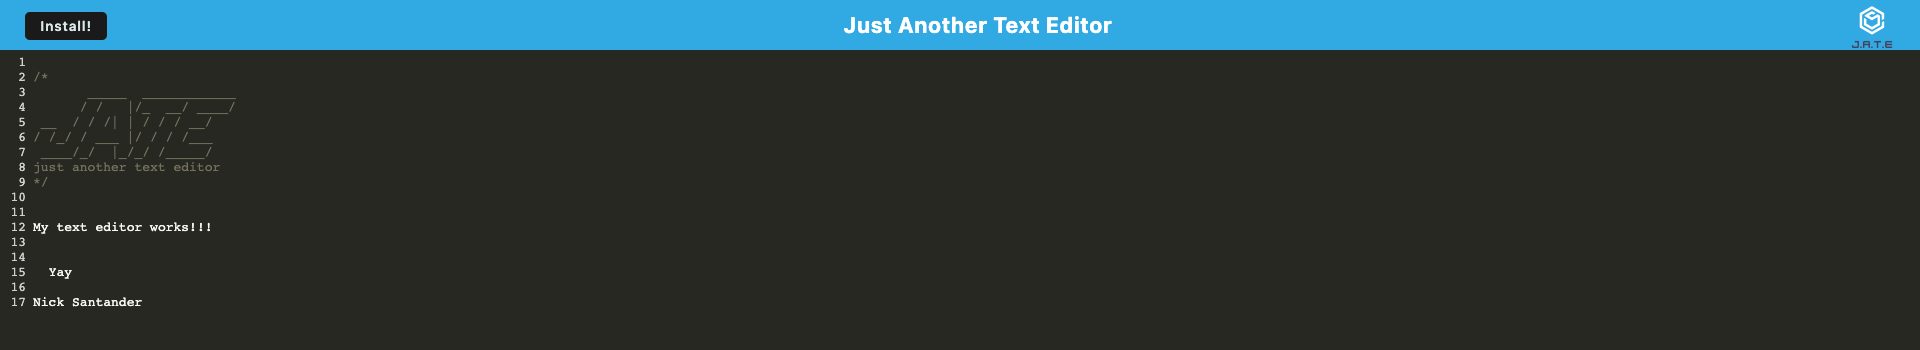 Install!
Just Another Text Editor
J.A.T.E
1
2 /*
3        _____  ____________
4       / /   |/_  __/ ____/
5  __  / / /| | / / / __/
6 / /_/ / ___ |/ / / /___
7  ____/_/  |_/_/ /_____/
8 just another text editor
9 */
10
11
12 My text editor works!!!
13
14
15   Yay
16
17 Nick Santander